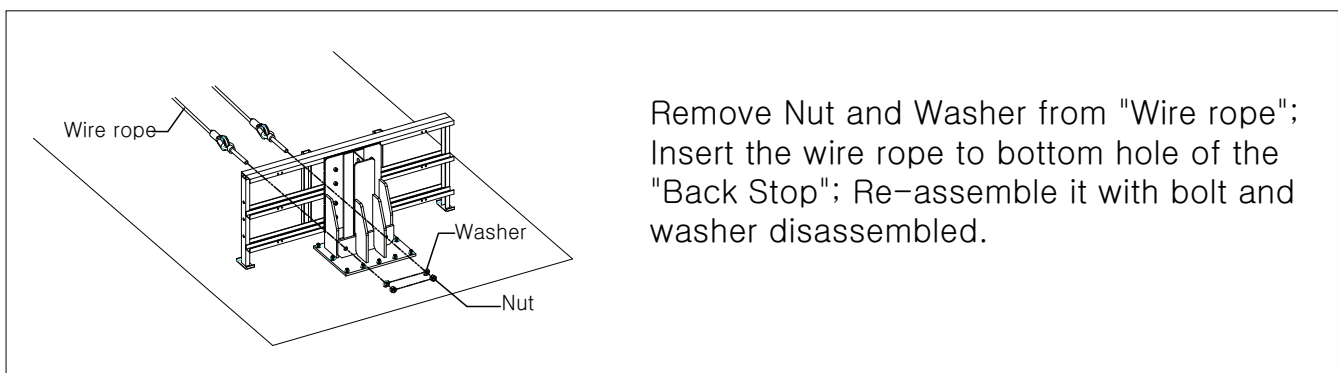 Wire rope
Washer
Nut
Remove Nut and Washer from "Wire rope";
Insert the wire rope to bottom hole of the
"Back Stop"; Re-assemble it with bolt and
washer disassembled.